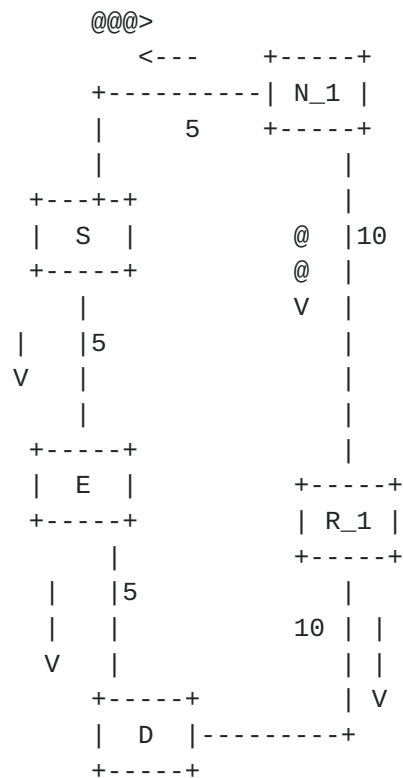 @@@>
<--- +-----+
+----------| N_1 |
| 5 +-----+
| |
+---+-+ |
| S | @ |10
+-----+ @ |
| V |
| |5 |
V | |
| |
+-----+ |
| E | +-----+
+-----+ | R_1 |
| +-----+
| |5 |
| | 10 | |
V | | |
+-----+ | V
| D |---------+
+-----+